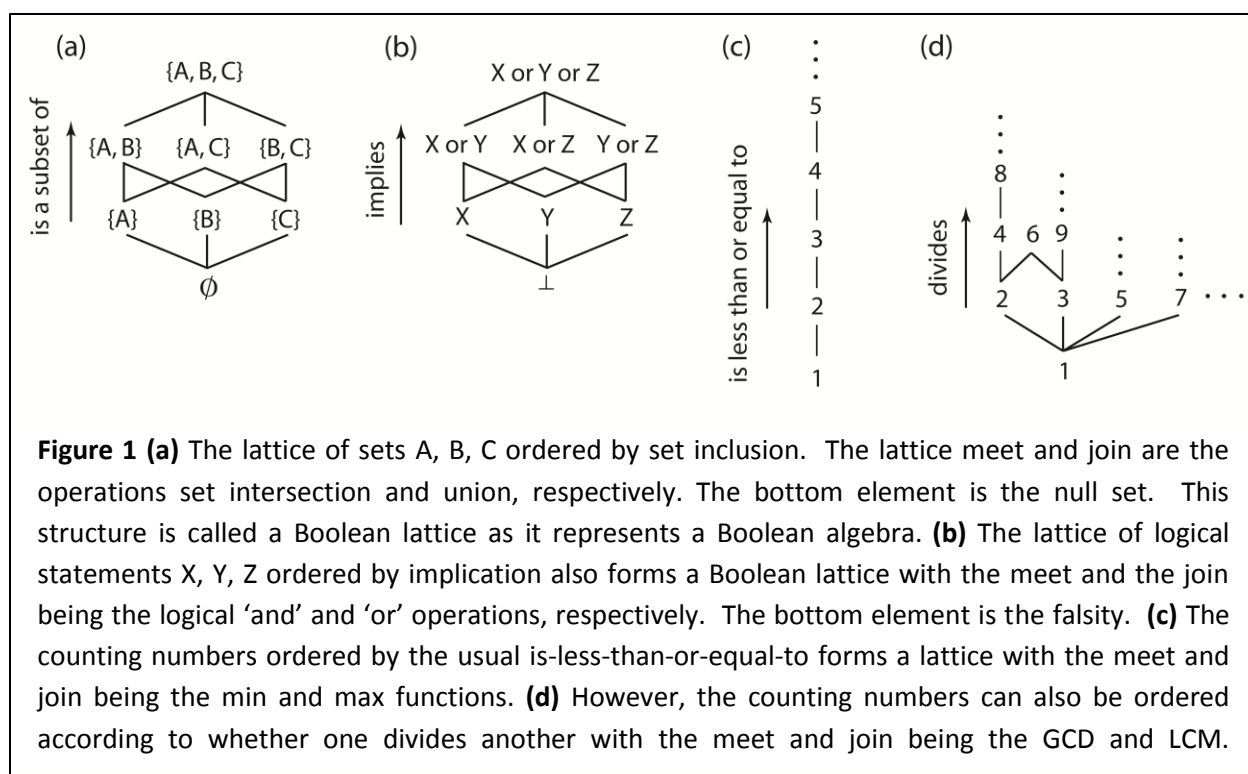 (a)
{A, B, C}
{A, B} {A, C} {B, C}
{A} {B} {C}
∅
is a subset of
(b)
X or Y or Z
X or Y X or Z Y or Z
X Y Z
⊥
implies
(c)
5
4
3
2
1
is less than or equal to
(d)
8
4 6 9
2 3 5 7
1
divides
Figure 1 (a) The lattice of sets A, B, C ordered by set inclusion. The lattice meet and join are the
operations set intersection and union, respectively. The bottom element is the null set. This
structure is called a Boolean lattice as it represents a Boolean algebra. (b) The lattice of logical
statements X, Y, Z ordered by implication also forms a Boolean lattice with the meet and the join
being the logical ‘and’ and ‘or’ operations, respectively. The bottom element is the falsity. (c) The
counting numbers ordered by the usual is-less-than-or-equal-to forms a lattice with the meet and
join being the min and max functions. (d) However, the counting numbers can also be ordered
according to whether one divides another with the meet and join being the GCD and LCM.